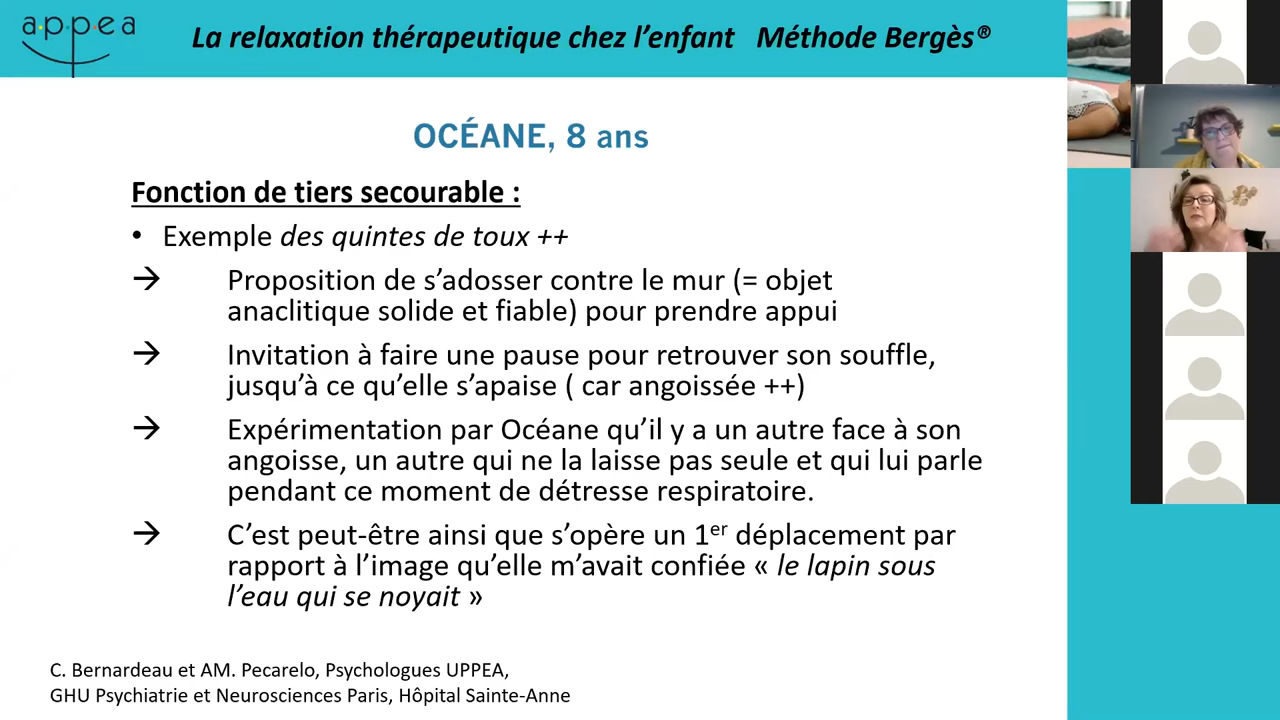 appea
La relaxation thérapeutique chez l’enfant Méthode Bergès®
OCÉANE, 8 ans
Fonction de tiers secourable :
• Exemple des quintes de toux ++
→ Proposition de s’adosser contre le mur (= objet
anaclitique solide et fiable) pour prendre appui
→ Invitation à faire une pause pour retrouver son souffle,
jusqu’à ce qu’elle s’apaise ( car angoissée ++)
→ Expérimentation par Océane qu’il y a un autre face à son
angoisse, un autre qui ne la laisse pas seule et qui lui parle
pendant ce moment de détresse respiratoire.
→ C’est peut-être ainsi que s’opère un 1er déplacement par
rapport à l’image qu’elle m’avait confiée « le lapin sous
l’eau qui se noyait »
C. Bernardeau et AM. Pecarelo, Psychologues UPPEA,
GHU Psychiatrie et Neurosciences Paris, Hôpital Sainte-Anne